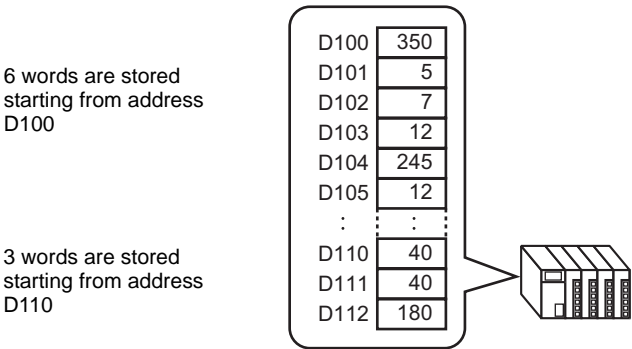 6 words are stored
starting from address
D100
D100 350
D101 5
D102 7
D103 12
D104 245
D105 12
: :
3 words are stored
starting from address
D110
D110 40
D111 40
D112 180